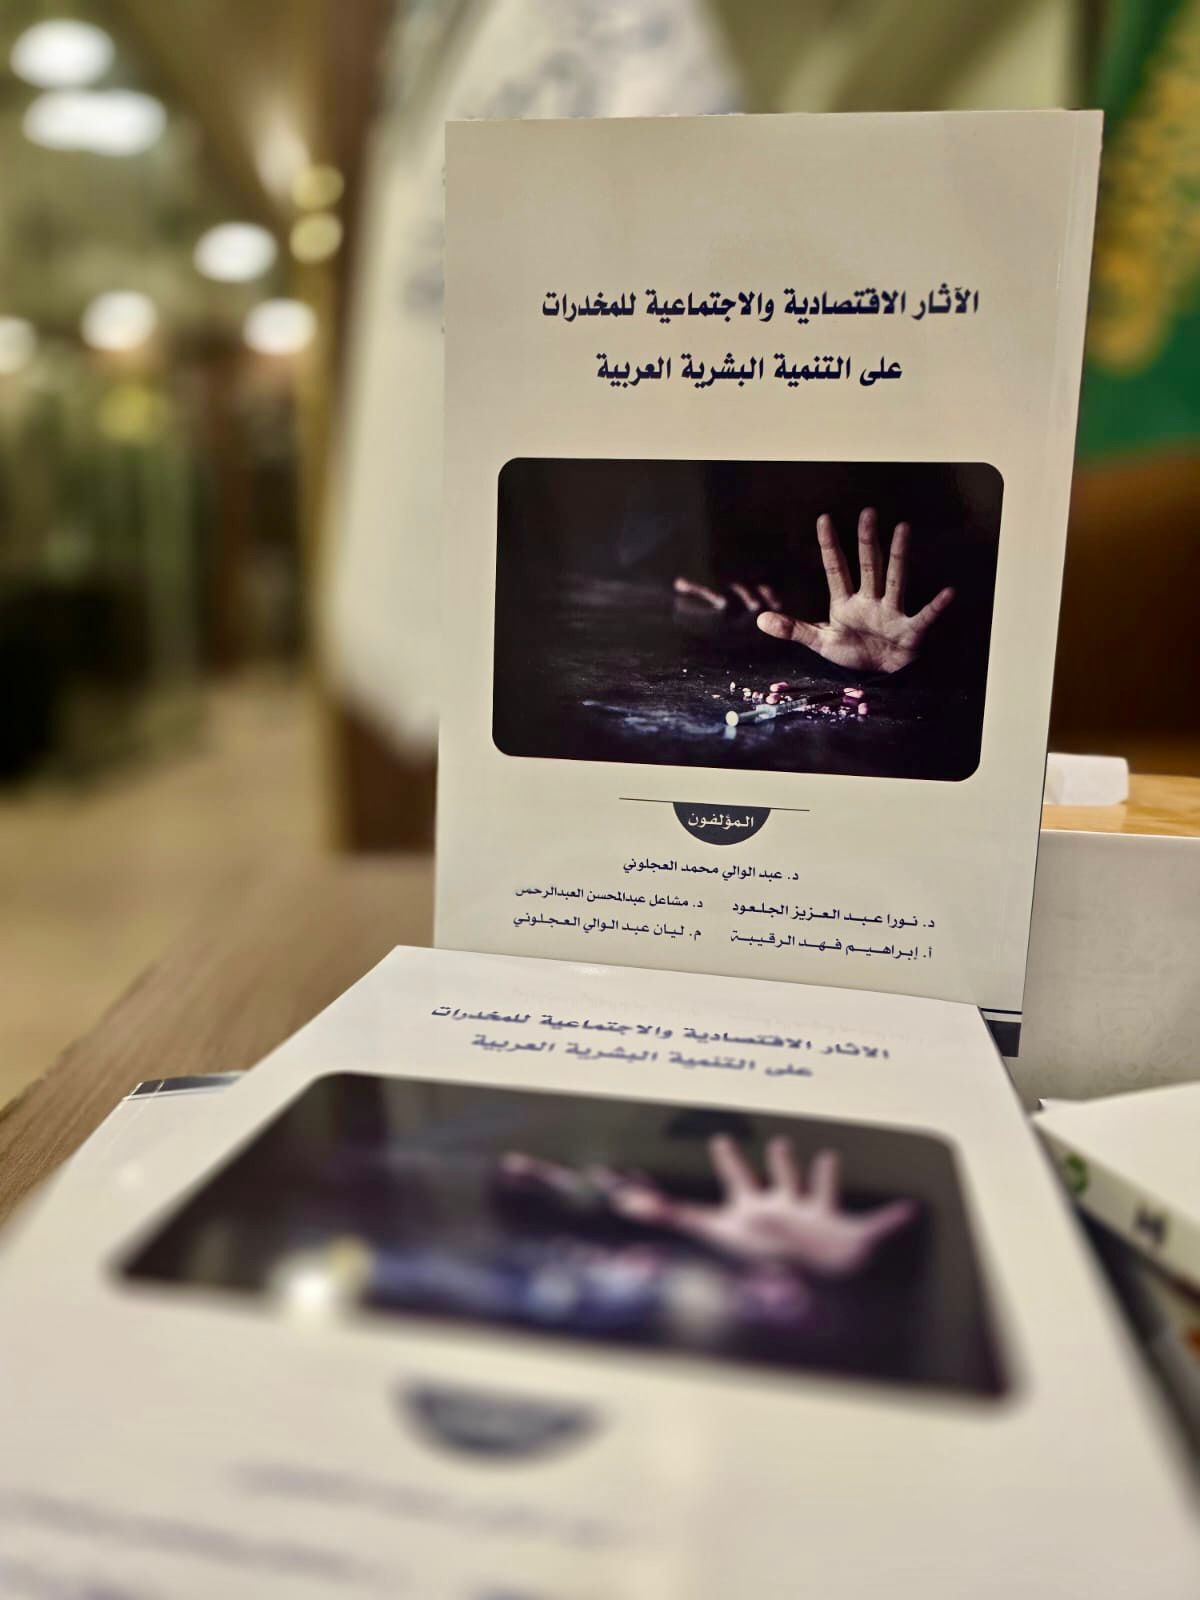 الآثار الاقتصادية والاجتماعية للمخدرات
على التنمية البشرية العربية
المؤلفون
د. عبد الوالي محمد العجلوني
د. نورا عبد العزيز الجلعود
د. مشاعل عبدالمحسن العبدالرحمن
أ. إبراهيم فهد الرقيبة
م. ليان عبد الوالي العجلوني
الآثار الاقتصادية والاجتماعية للمخدرات
على التنمية البشرية العربية